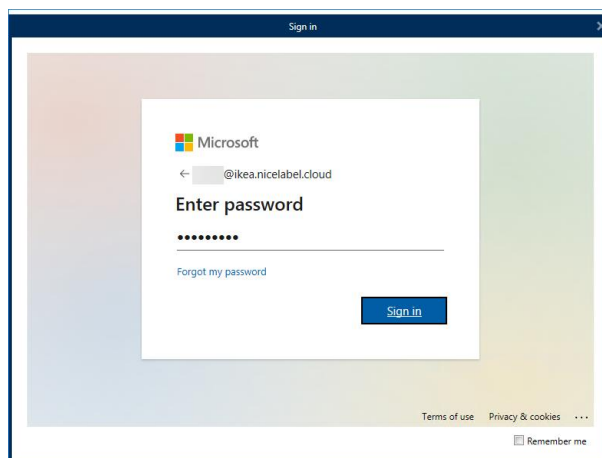 Sign in
Microsoft
@ikea.nicelabel.cloud
Enter password
Forgot my password
Sign in
Terms of use Privacy & cookies ...
Remember me